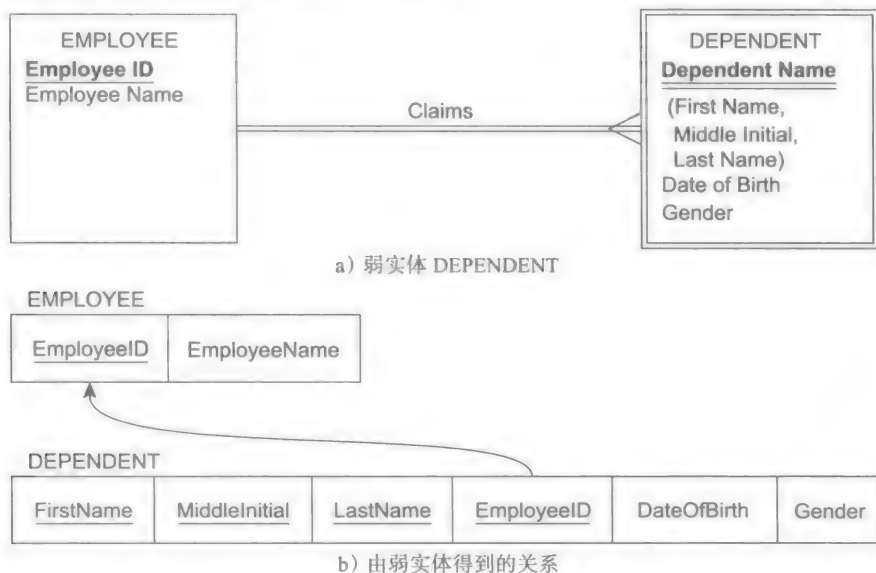 EMPLOYEE
Employee ID
Employee Name
Claims
DEPENDENT
Dependent Name
(First Name,
Middle Initial,
Last Name)
Date of Birth
Gender
a）弱实体 DEPENDENT
EMPLOYEE
EmployeeID
EmployeeName
DEPENDENT
FirstName
MiddleInitial
LastName
EmployeeID
DateOfBirth
Gender
b）由弱实体得到的关系